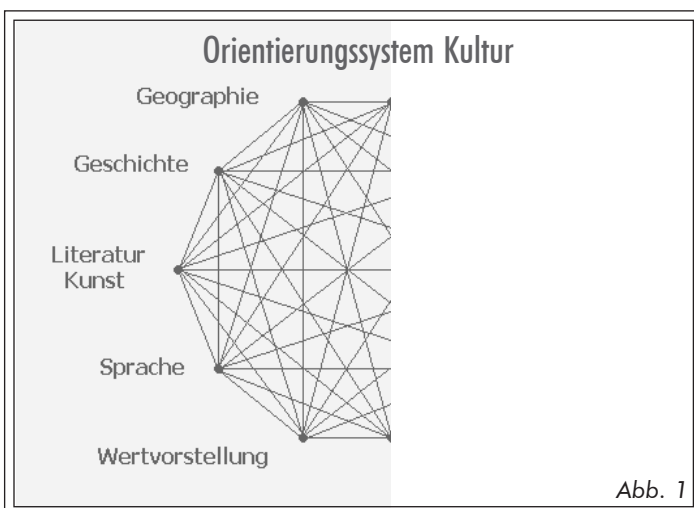 Orientierungssystem Kultur
Geographie
Geschichte
Literatur
Kunst
Sprache
Wertvorstellung
Abb. 1